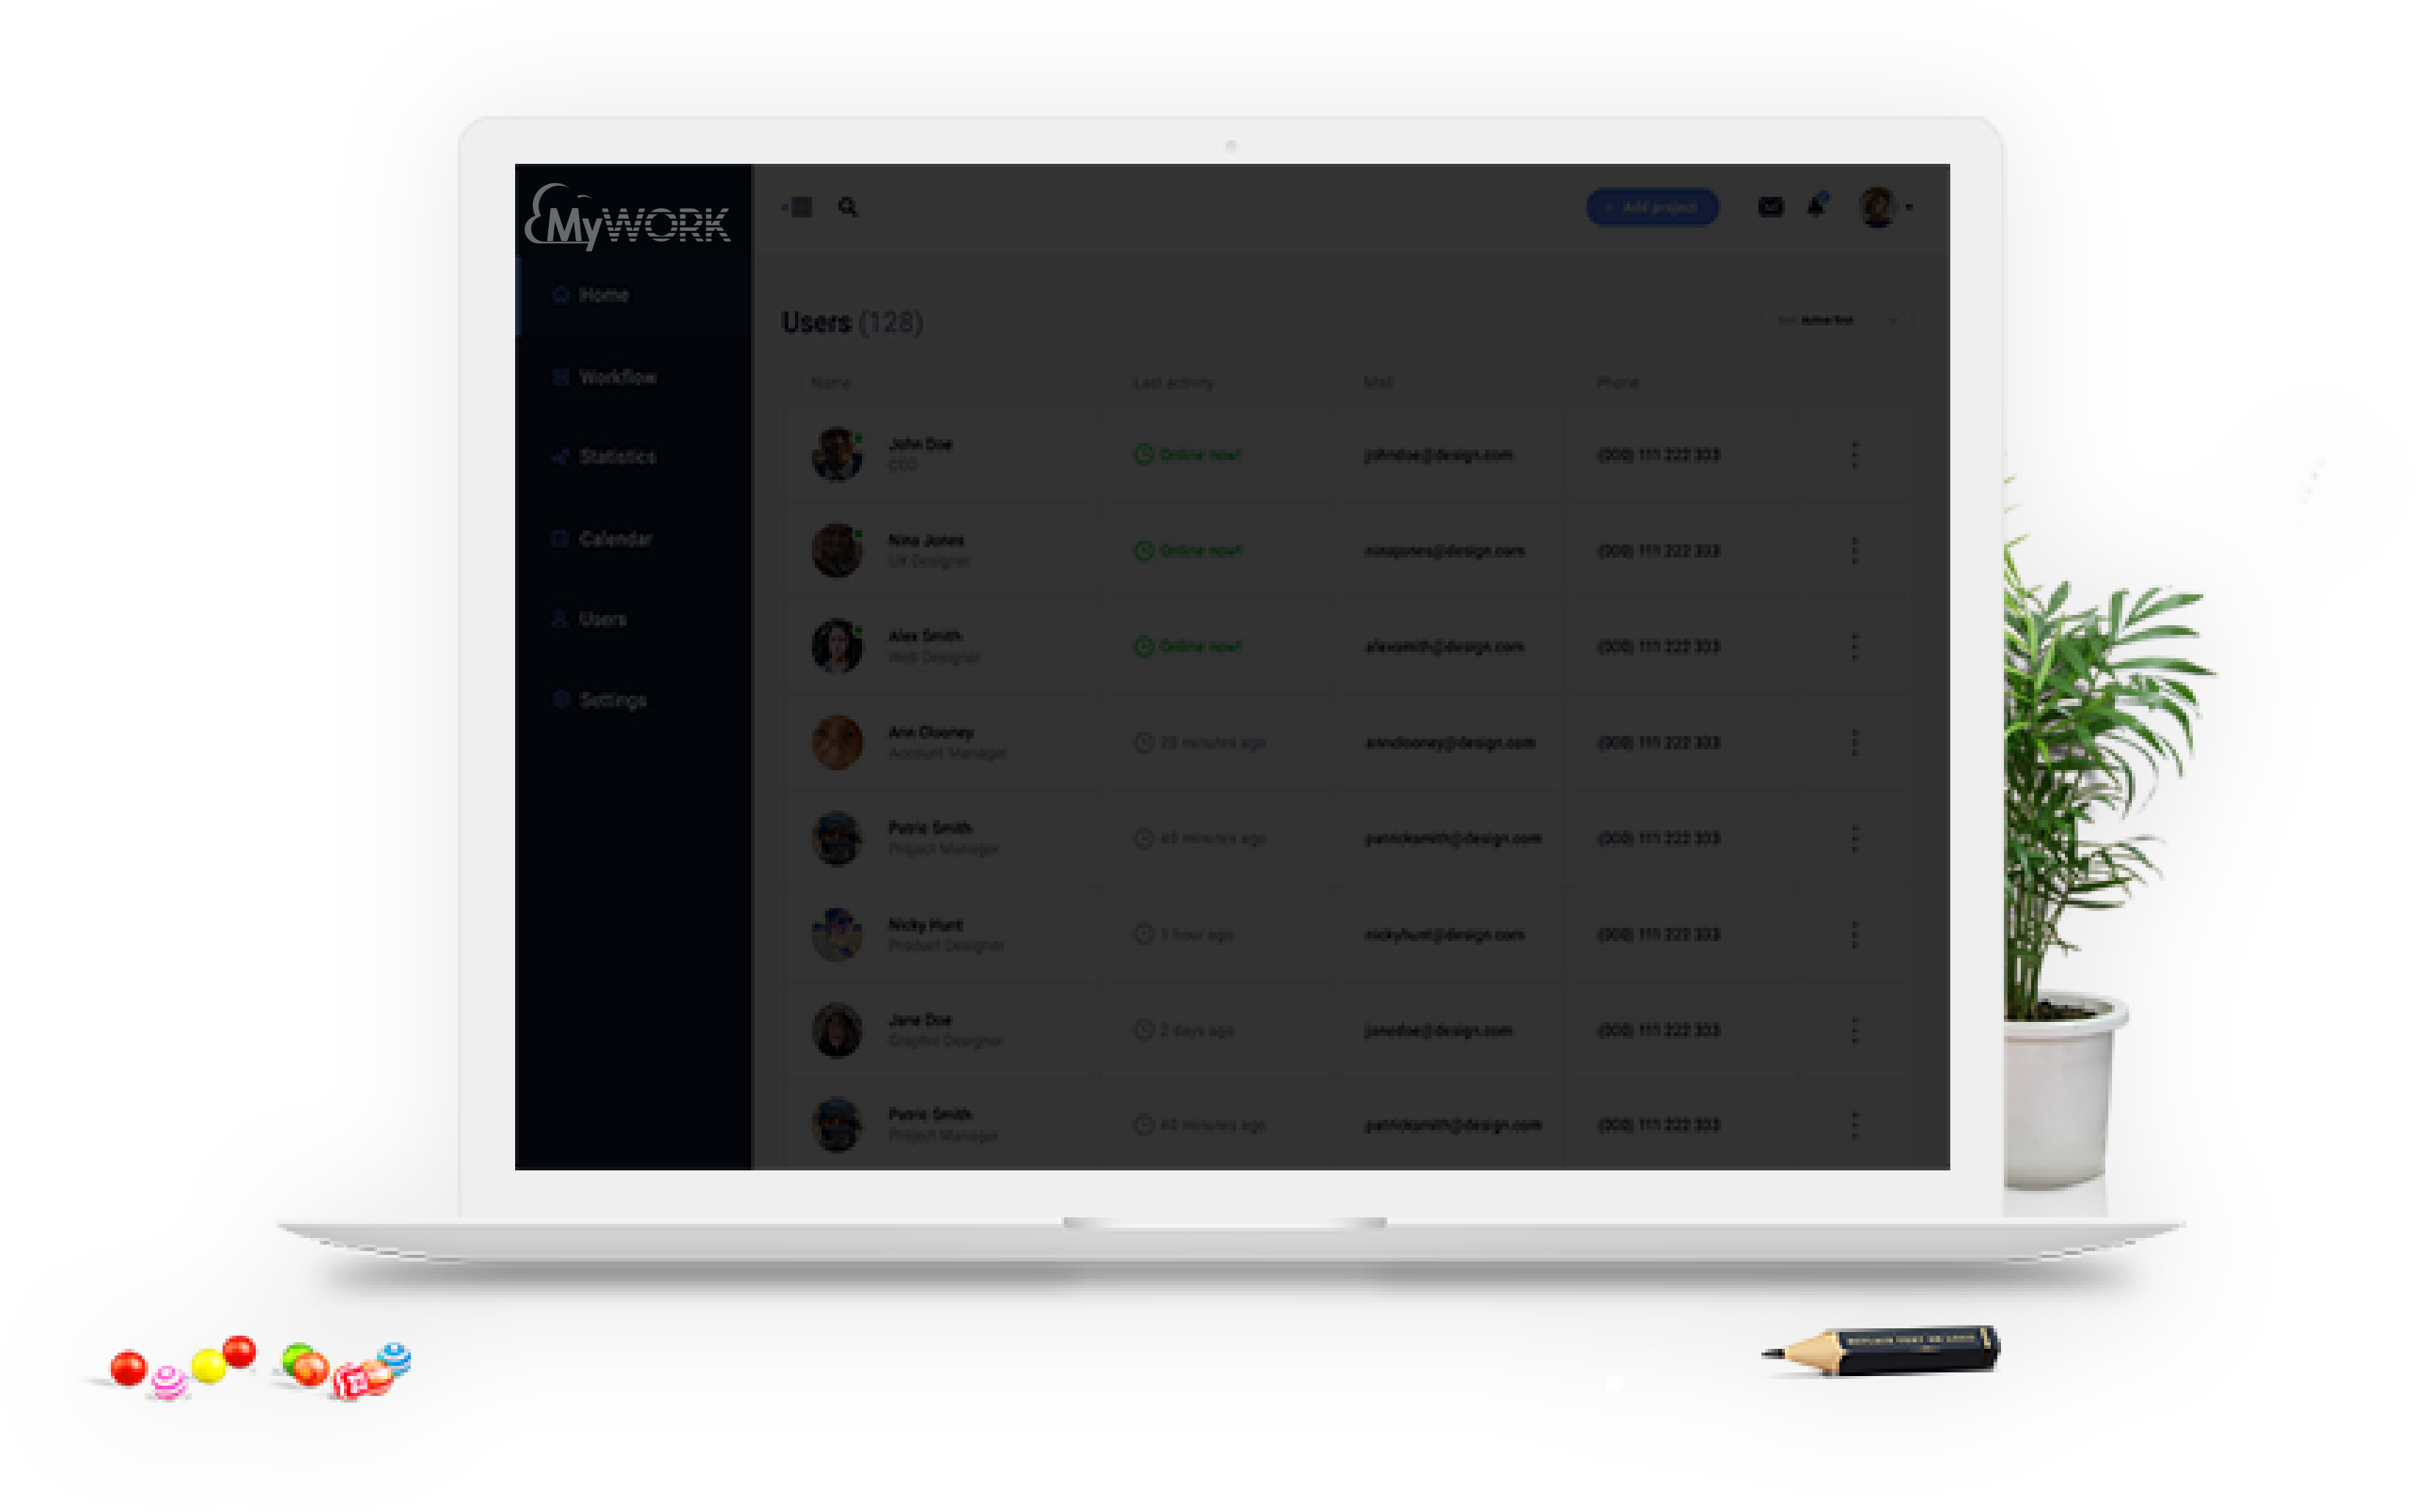 MyWORK
+ Add project
Home
Workflow
Statistics
Calendar
Users
Settings
Users (128)
Sort: Active first
Name Last activity Mail Phone
John Doe
CEO
Online now!
johndoe@design.com
(000) 111 222 333
Nina Jones
UX Designer
Online now!
ninajones@design.com
(000) 111 222 333
Alex Smith
Web Designer
Online now!
alexsmith@design.com
(000) 111 222 333
Ann Clooney
Account Manager
20 minutes ago
annclooney@design.com
(000) 111 222 333
Patric Smith
Project Manager
40 minutes ago
patricksmith@design.com
(000) 111 222 333
Nicky Hunt
Product Designer
1 hour ago
nickyhunt@design.com
(000) 111 222 333
Jane Doe
Graphic Designer
2 days ago
janedoe@design.com
(000) 111 222 333
Patric Smith
Project Manager
40 minutes ago
patricksmith@design.com
(000) 111 222 333